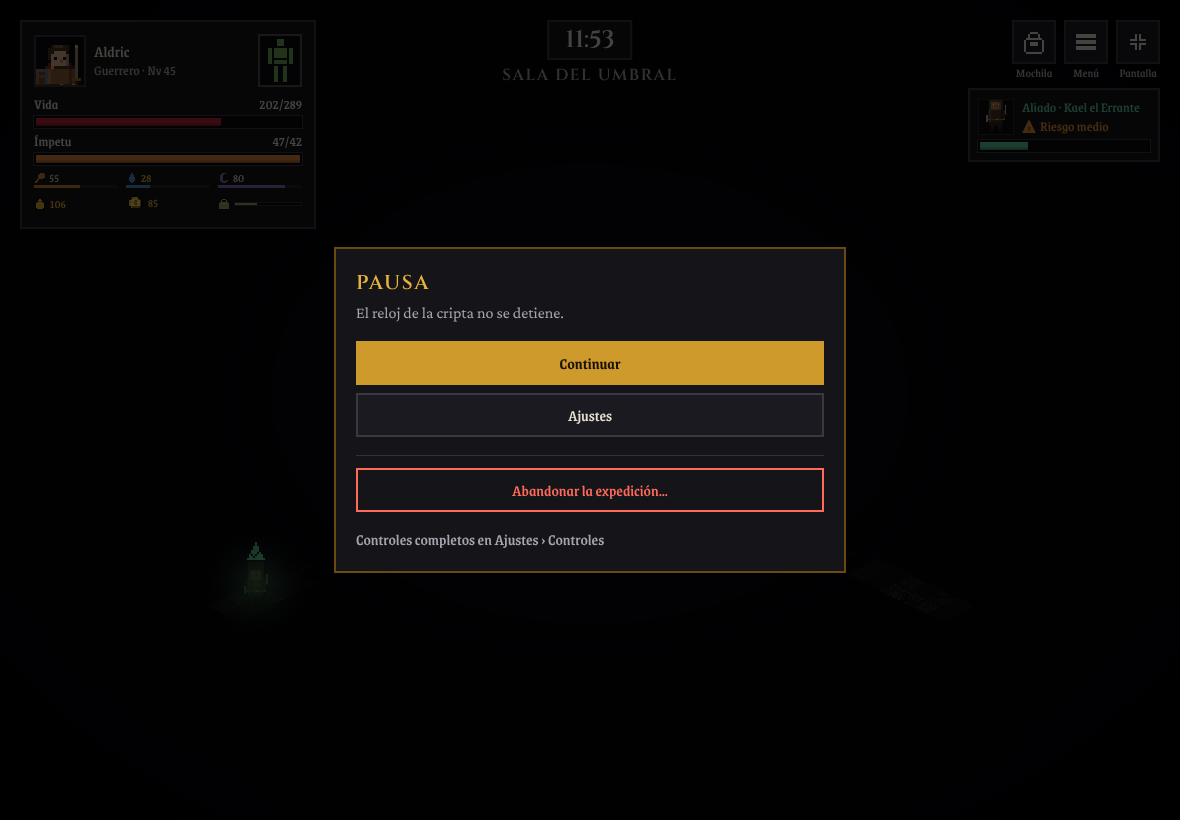 Aldric
Guerrero · Nv 45
Vida 202/289
Ímpetu 47/42
55 28 80
106 85
11:53
SALA DEL UMBRAL
Mochila Menú Pantalla
Aliado · Kael el Errante
Riesgo medio
PAUSA
El reloj de la cripta no se detiene.
Continuar
Ajustes
Abandonar la expedición...
Controles completos en Ajustes › Controles